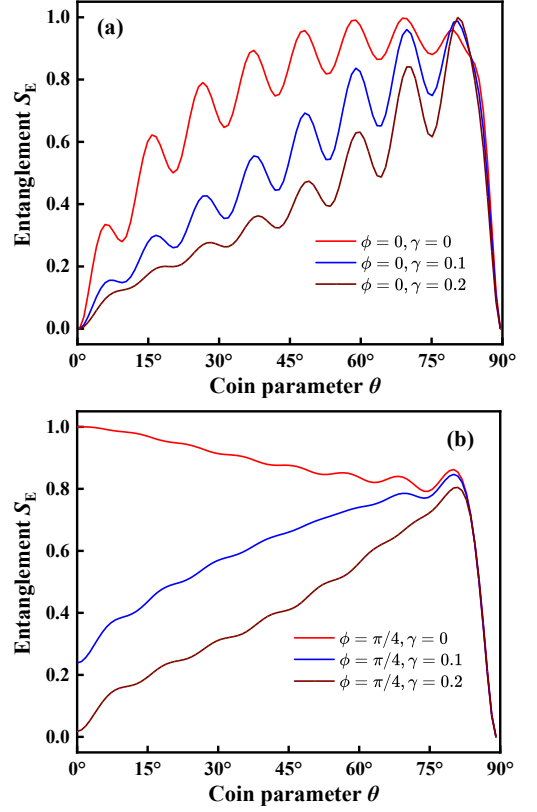 (a)
Entanglement S_E
1.0
0.8
0.6
0.4
0.2
0.0
ϕ = 0, γ = 0
ϕ = 0, γ = 0.1
ϕ = 0, γ = 0.2
0° 15° 30° 45° 60° 75° 90°
Coin parameter θ
(b)
Entanglement S_E
1.0
0.8
0.6
0.4
0.2
0.0
ϕ = π/4, γ = 0
ϕ = π/4, γ = 0.1
ϕ = π/4, γ = 0.2
0° 15° 30° 45° 60° 75° 90°
Coin parameter θ